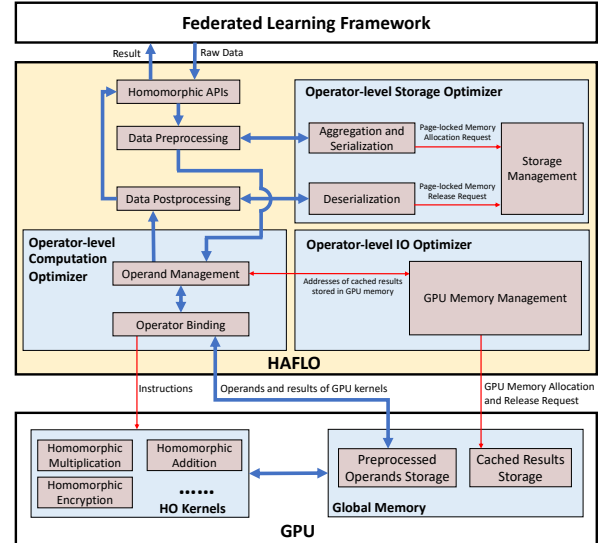 Federated Learning Framework
Result
Raw Data
Homomorphic APIs
Data Preprocessing
Data Postprocessing
Operator-level Storage Optimizer
Aggregation and
Serialization
Page-locked Memory
Allocation Request
Storage
Management
Deserialization
Page-locked Memory
Release Request
Operator-level
Computation
Optimizer
Operand Management
Operator Binding
Operator-level IO Optimizer
Addresses of cached results
stored in GPU memory
GPU Memory Management
HAFLO
Instructions
Operands and results of GPU kernels
GPU Memory Allocation
and Release Request
Homomorphic
Multiplication
Homomorphic
Addition
Homomorphic
Encryption
......
HO Kernels
Preprocessed
Operands Storage
Cached Results
Storage
Global Memory
GPU